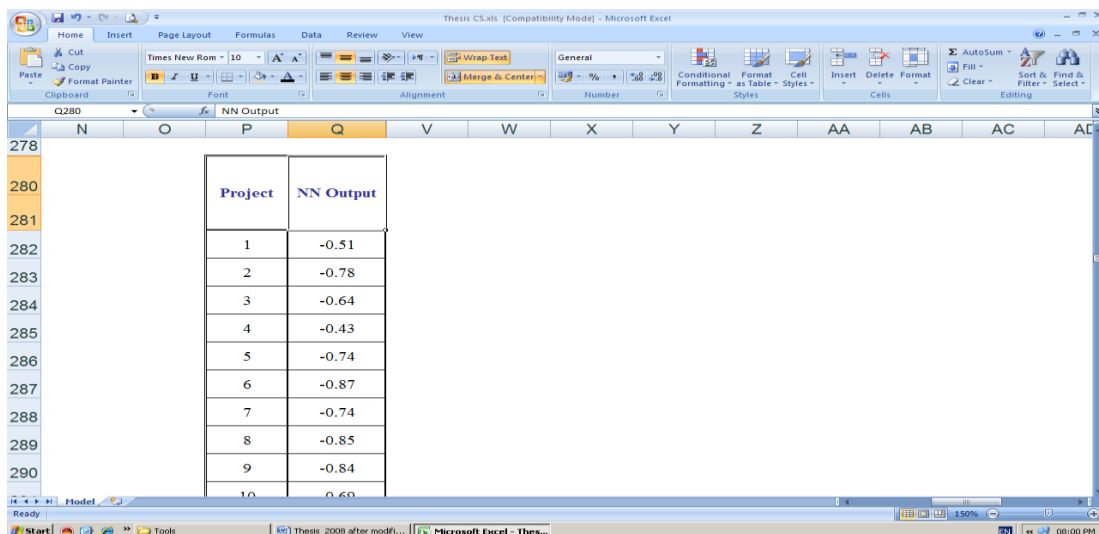 Thesis CS.xls [Compatibility Mode] - Microsoft Excel
Home Insert Page Layout Formulas Data Review View
Paste
Cut
Copy
Format Painter
Clipboard
Times New Rom 10
B I U
Font
Wrap Text
Merge & Center
Alignment
General
Number
Conditional Formatting
Format as Table
Cell Styles
Styles
Insert Delete Format
Cells
AutoSum
Fill
Clear
Sort & Filter
Find & Select
Editing
Q280 fx NN Output
N O P Q V W X Y Z AA AB AC AD
278
280 Project NN Output
281
282 1 -0.51
283 2 -0.78
284 3 -0.64
285 4 -0.43
286 5 -0.74
287 6 -0.87
288 7 -0.74
289 8 -0.85
290 9 -0.84
10 -0.69
Model
Ready 150%
Start Tools Thesis 2008 after modifi... Microsoft Excel - Thes... EN 08:00 PM